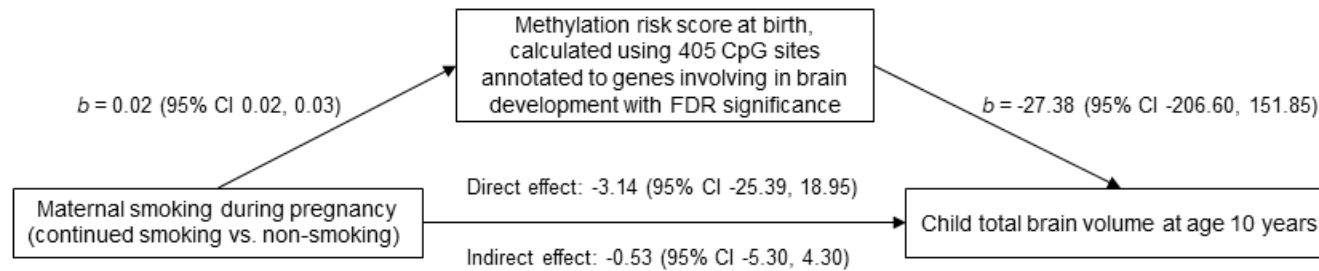 Methylation risk score at birth,
calculated using 405 CpG sites
annotated to genes involving in brain
development with FDR significance
b = 0.02 (95% CI 0.02, 0.03)
b = -27.38 (95% CI -206.60, 151.85)
Direct effect: -3.14 (95% CI -25.39, 18.95)
Maternal smoking during pregnancy
(continued smoking vs. non-smoking)
Child total brain volume at age 10 years
Indirect effect: -0.53 (95% CI -5.30, 4.30)